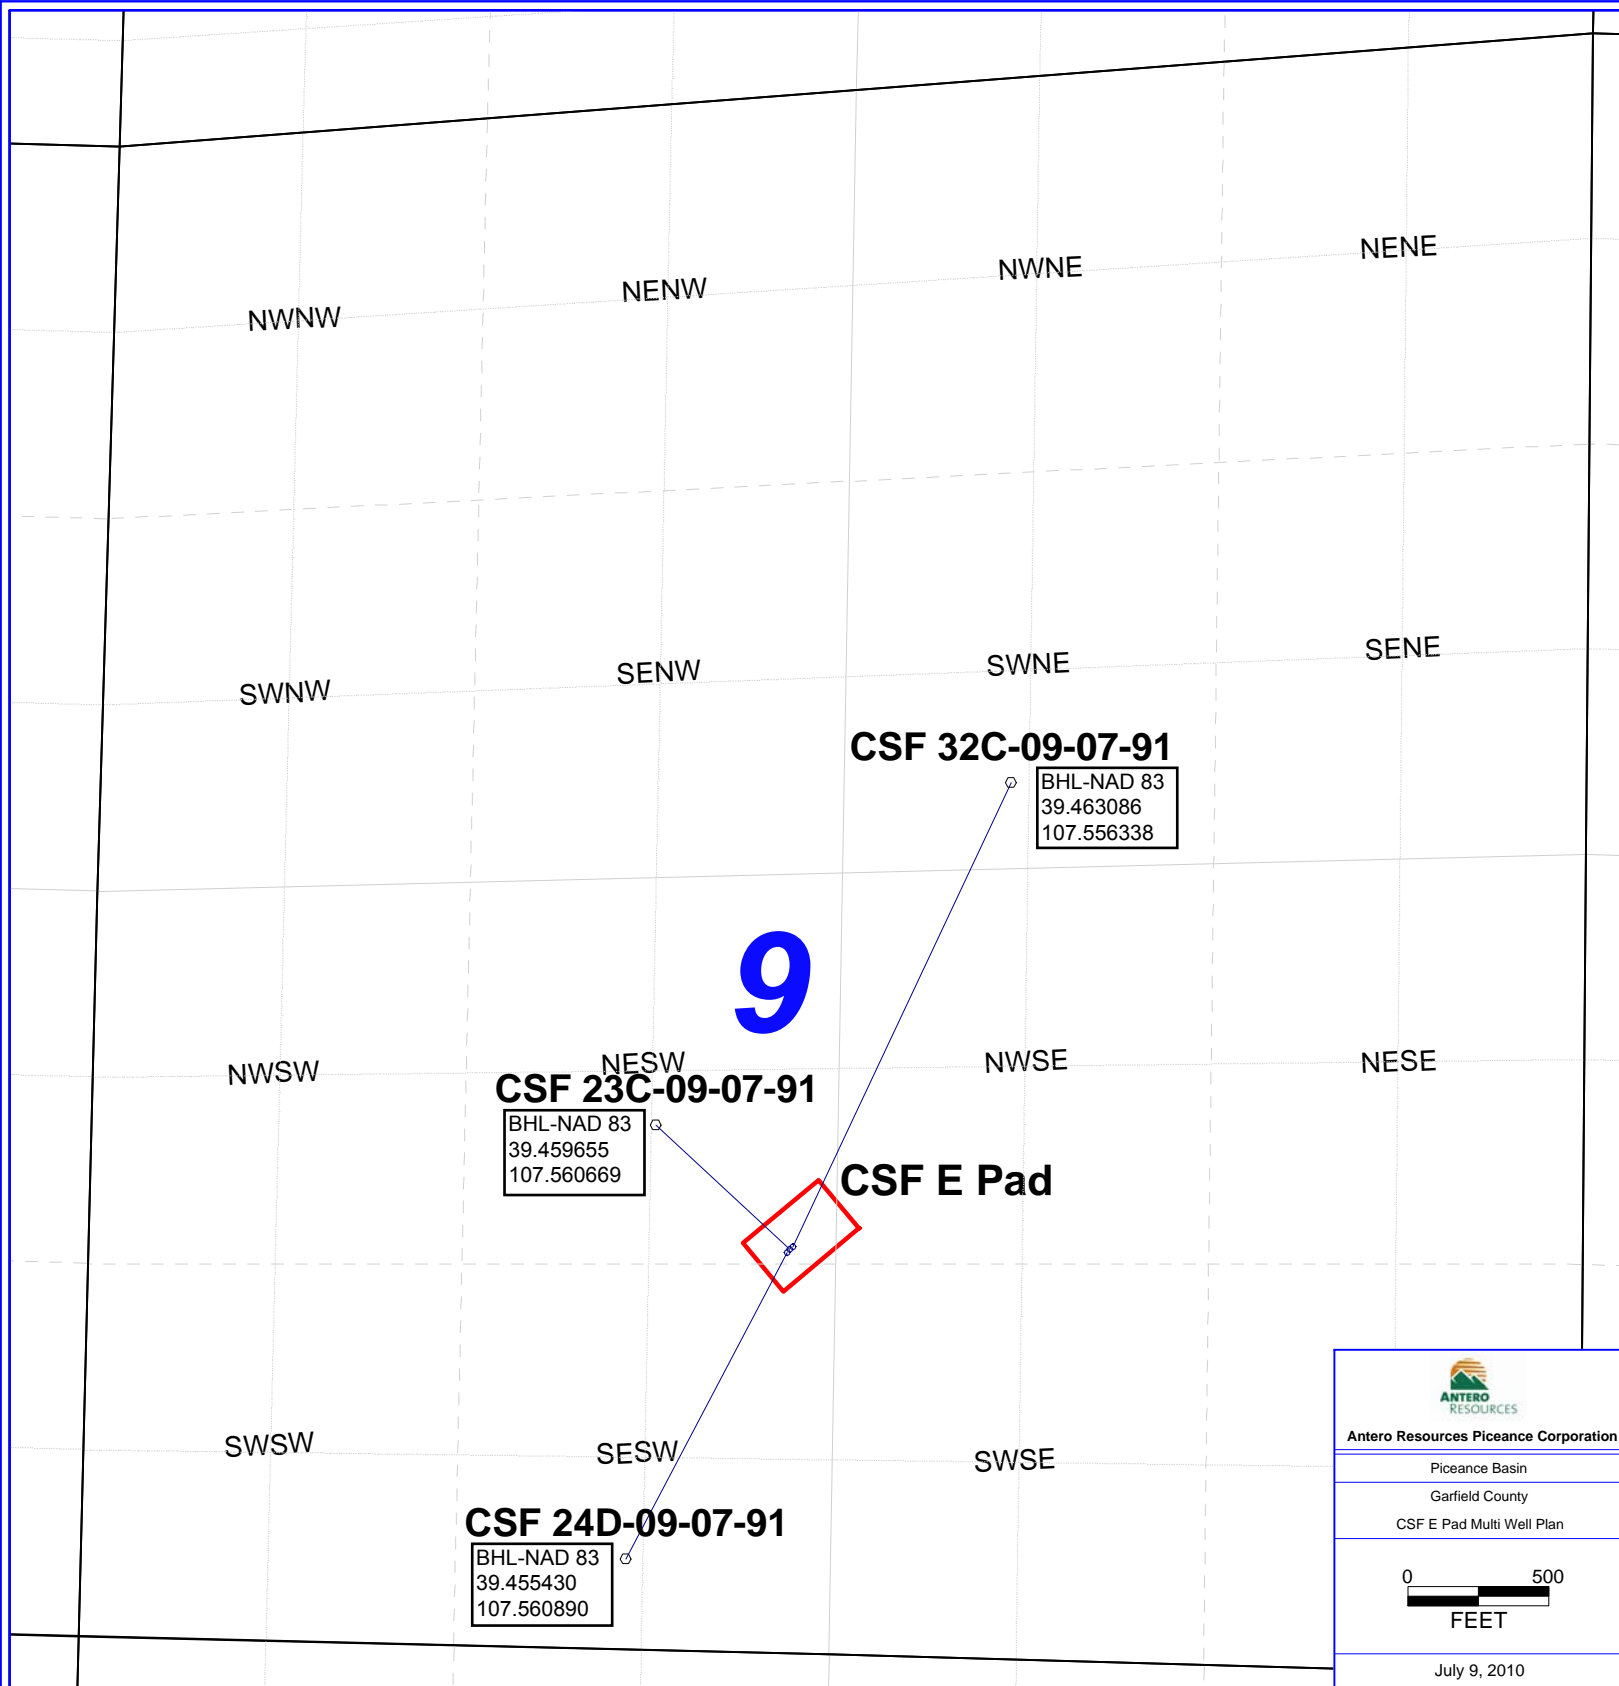 NENE
NWNE
NENW
NWNW
SENE
SWNE
SENW
SWNW
CSF 32C-09-07-91
BHL-NAD 83
39.463086
107.556338
9
NWSW
NESW
NWSE
NESE
CSF 23C-09-07-91
BHL-NAD 83
39.459655
107.560669
CSF E Pad
SWSW
SESW
SWSE
CSF 24D-09-07-91
BHL-NAD 83
39.455430
107.560890
ANTERO
RESOURCES
Antero Resources Piceance Corporation
Piceance Basin
Garfield County
CSF E Pad Multi Well Plan
0 500
FEET
July 9, 2010